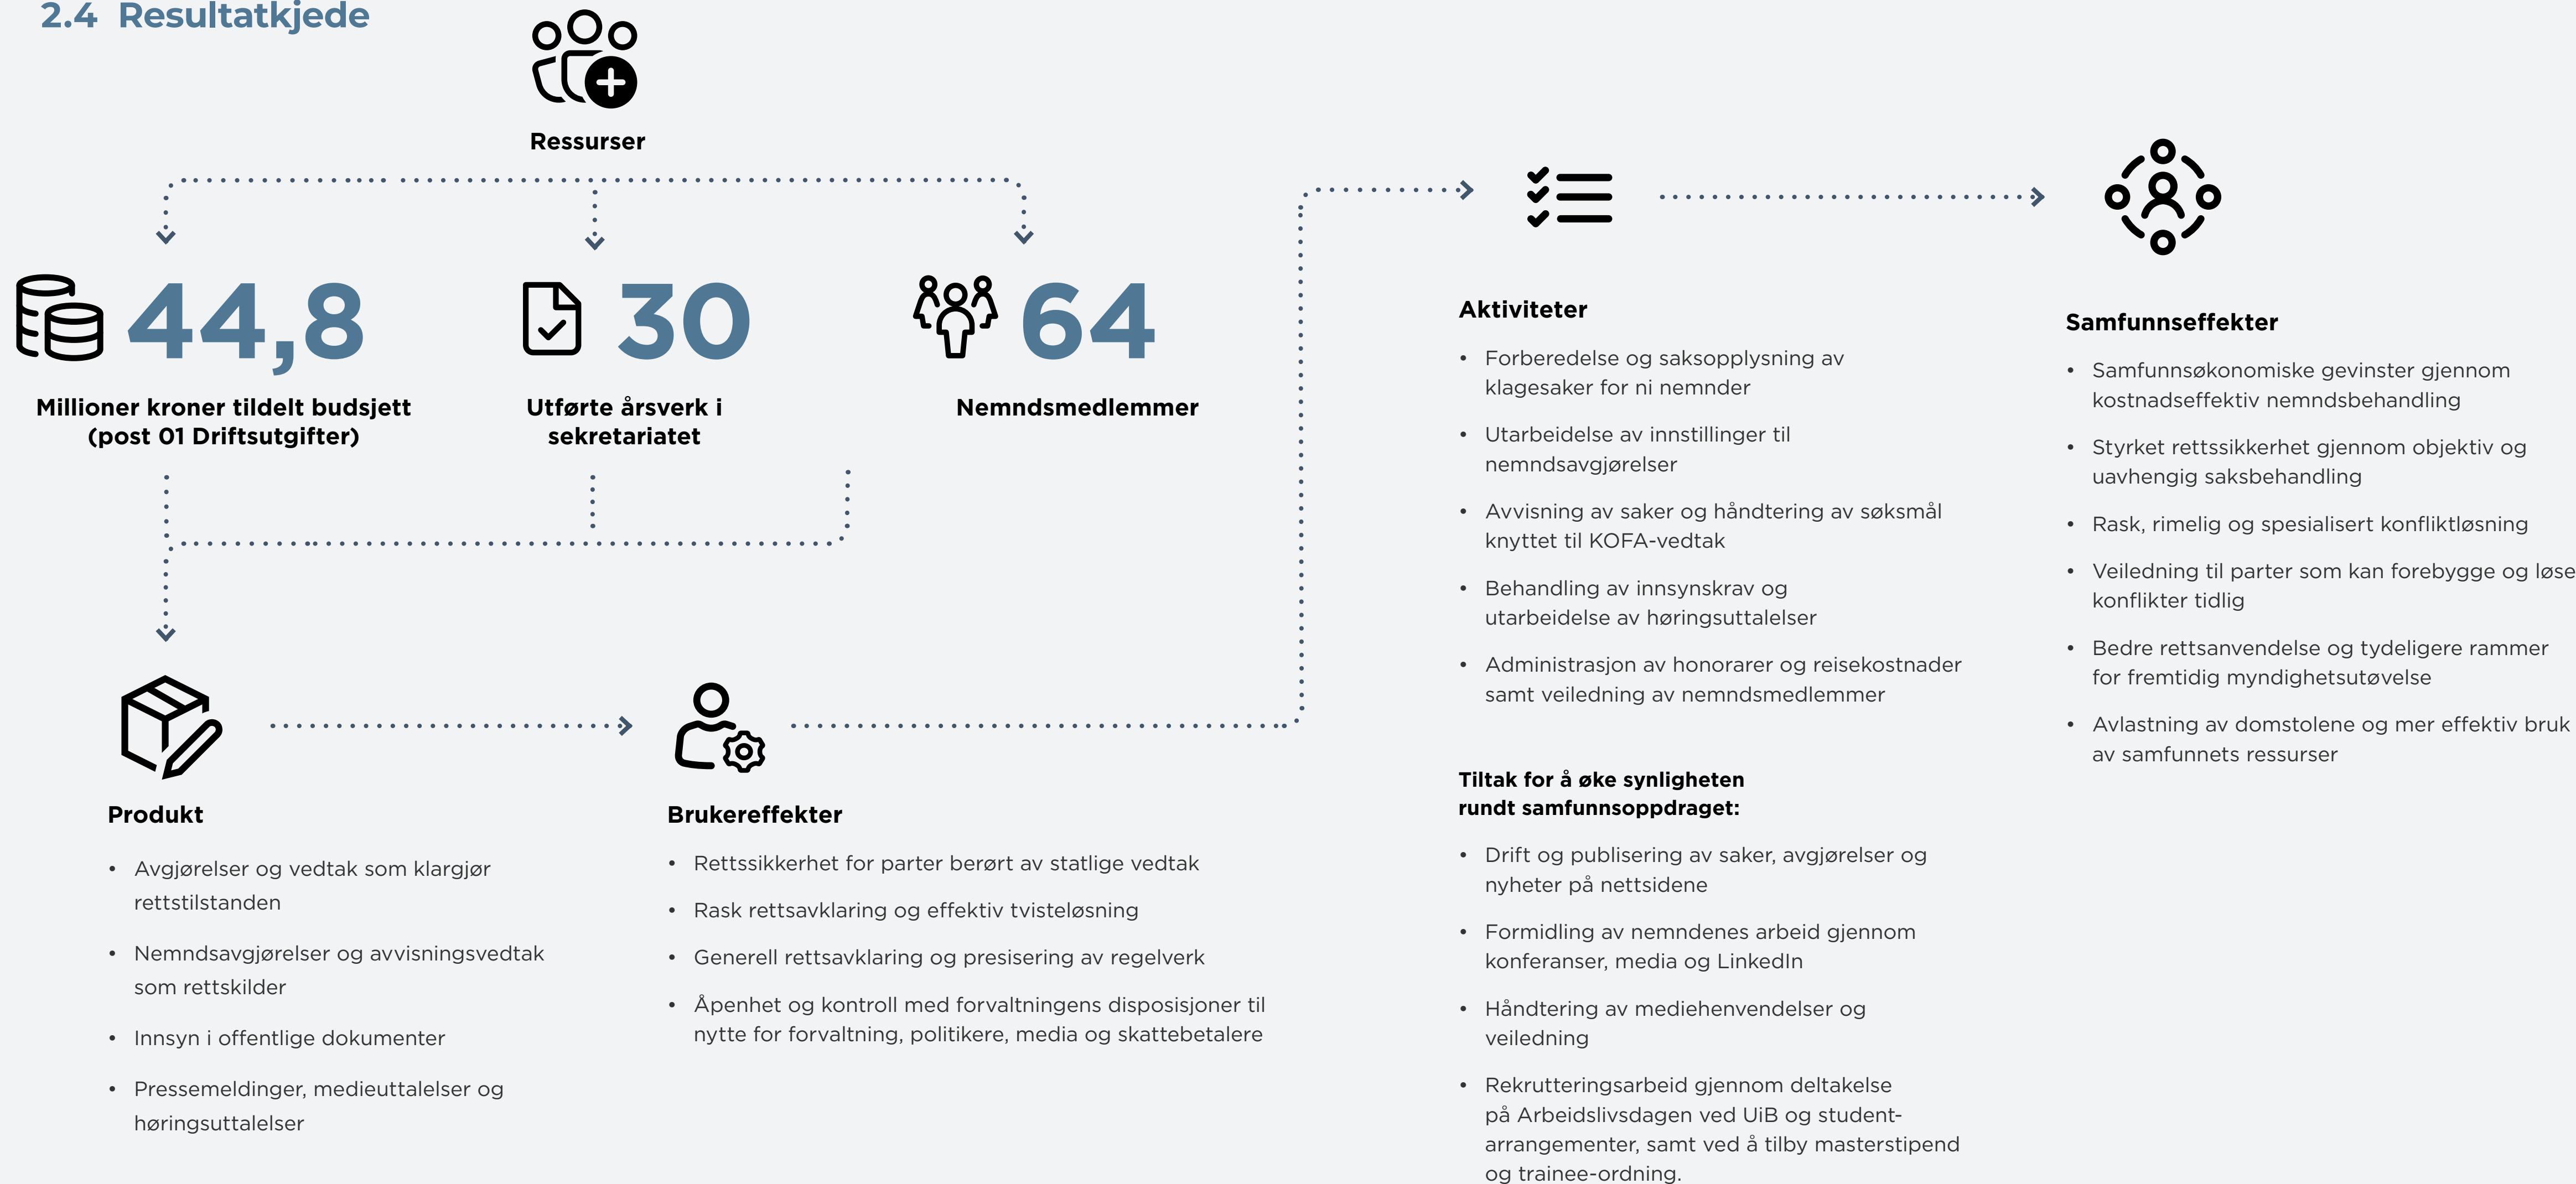 2.4 Resultatkjede
Ressurser
44,8
Millioner kroner tildelt budsjett
(post 01 Driftsutgifter)
30
Utførte årsverk i
sekretariatet
64
Nemndsmedlemmer
Produkt
• Avgjørelser og vedtak som klargjør
rettstilstanden
• Nemndsavgjørelser og avvisningsvedtak
som rettskilder
• Innsyn i offentlige dokumenter
• Pressemeldinger, medieuttalelser og
høringsuttalelser
Brukereffekter
• Rettssikkerhet for parter berørt av statlige vedtak
• Rask rettsavklaring og effektiv tvisteløsning
• Generell rettsavklaring og presisering av regelverk
• Åpenhet og kontroll med forvaltningens disposisjoner til
nytte for forvaltning, politikere, media og skattebetalere
Aktiviteter
• Forberedelse og saksopplysning av
klagesaker for ni nemnder
• Utarbeidelse av innstillinger til
nemndsavgjørelser
• Avvisning av saker og håndtering av søksmål
knyttet til KOFA-vedtak
• Behandling av innsynskrav og
utarbeidelse av høringsuttalelser
• Administrasjon av honorarer og reisekostnader
samt veiledning av nemndsmedlemmer
Tiltak for å øke synligheten
rundt samfunnsoppdraget:
• Drift og publisering av saker, avgjørelser og
nyheter på nettsidene
• Formidling av nemndenes arbeid gjennom
konferanser, media og LinkedIn
• Håndtering av mediehenvendelser og
veiledning
• Rekrutteringsarbeid gjennom deltakelse
på Arbeidslivsdagen ved UiB og student-
arrangementer, samt ved å tilby masterstipend
og trainee-ordning.
Samfunnseffekter
• Samfunnsøkonomiske gevinster gjennom
kostnadseffektiv nemndsbehandling
• Styrket rettssikkerhet gjennom objektiv og
uavhengig saksbehandling
• Rask, rimelig og spesialisert konfliktløsning
• Veiledning til parter som kan forebygge og løse
konflikter tidlig
• Bedre rettsanvendelse og tydeligere rammer
for fremtidig myndighetsutøvelse
• Avlastning av domstolene og mer effektiv bruk
av samfunnets ressurser